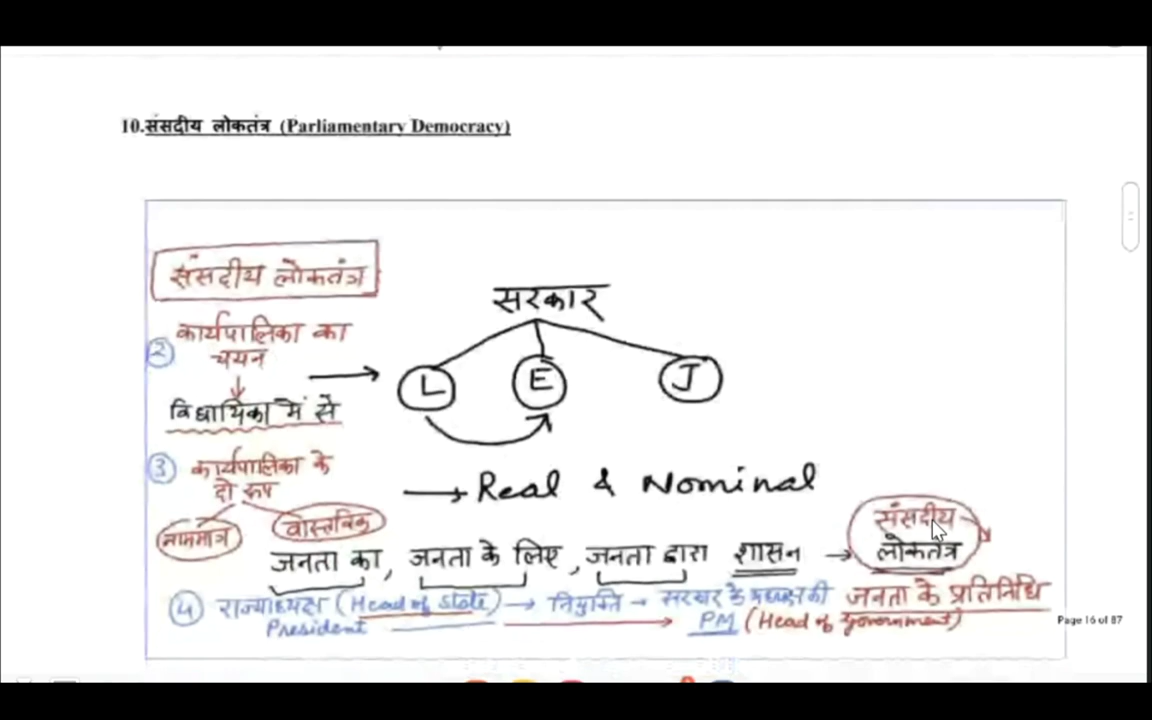 10.संसदीय लोकतंत्र (Parliamentary Democracy)
संसदीय लोकतंत्र
सरकार
L E J
② कार्यपालिका का
चयन
विधायिका में से
③ कार्यपालिका के
दो रूप
नाममात्र वास्तविक
→ Real & Nominal
जनता का, जनता के लिए, जनता द्वारा शासन → संसदीय
लोकतंत्र
④ राज्याध्यक्ष (Head of State) → नियुक्ति → सरकार के अध्यक्ष की जनता के प्रतिनिधि
President PM (Head of Government)
Page 16 of 87